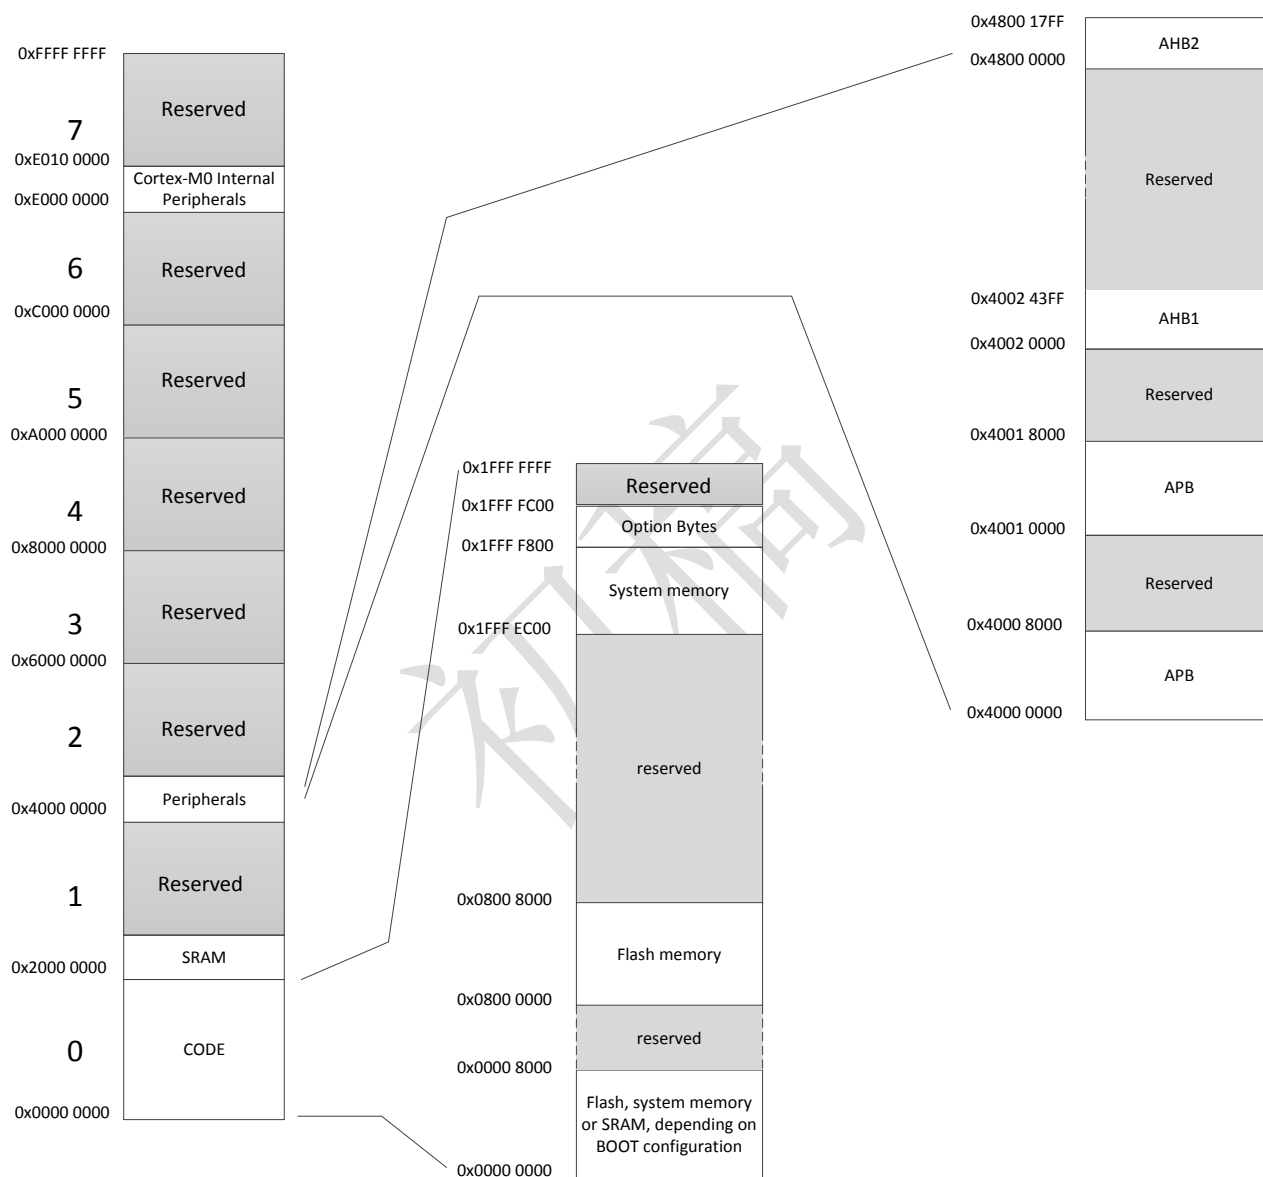 0xFFFF FFFF
Reserved
7
0xE010 0000
Cortex-M0 Internal
Peripherals
0xE000 0000
6
Reserved
0xC000 0000
Reserved
5
0xA000 0000
Reserved
4
0x8000 0000
Reserved
3
0x6000 0000
Reserved
2
Peripherals
0x4000 0000
Reserved
1
SRAM
0x2000 0000
CODE
0
0x0000 0000
0x1FFF FFFF
Reserved
0x1FFF FC00
Option Bytes
0x1FFF F800
System memory
0x1FFF EC00
reserved
0x0800 8000
Flash memory
0x0800 0000
reserved
0x0000 8000
Flash, system memory
or SRAM, depending on
BOOT configuration
0x0000 0000
0x4800 17FF
AHB2
0x4800 0000
Reserved
0x4002 43FF
AHB1
0x4002 0000
Reserved
0x4001 8000
APB
0x4001 0000
Reserved
0x4000 8000
APB
0x4000 0000
初稿